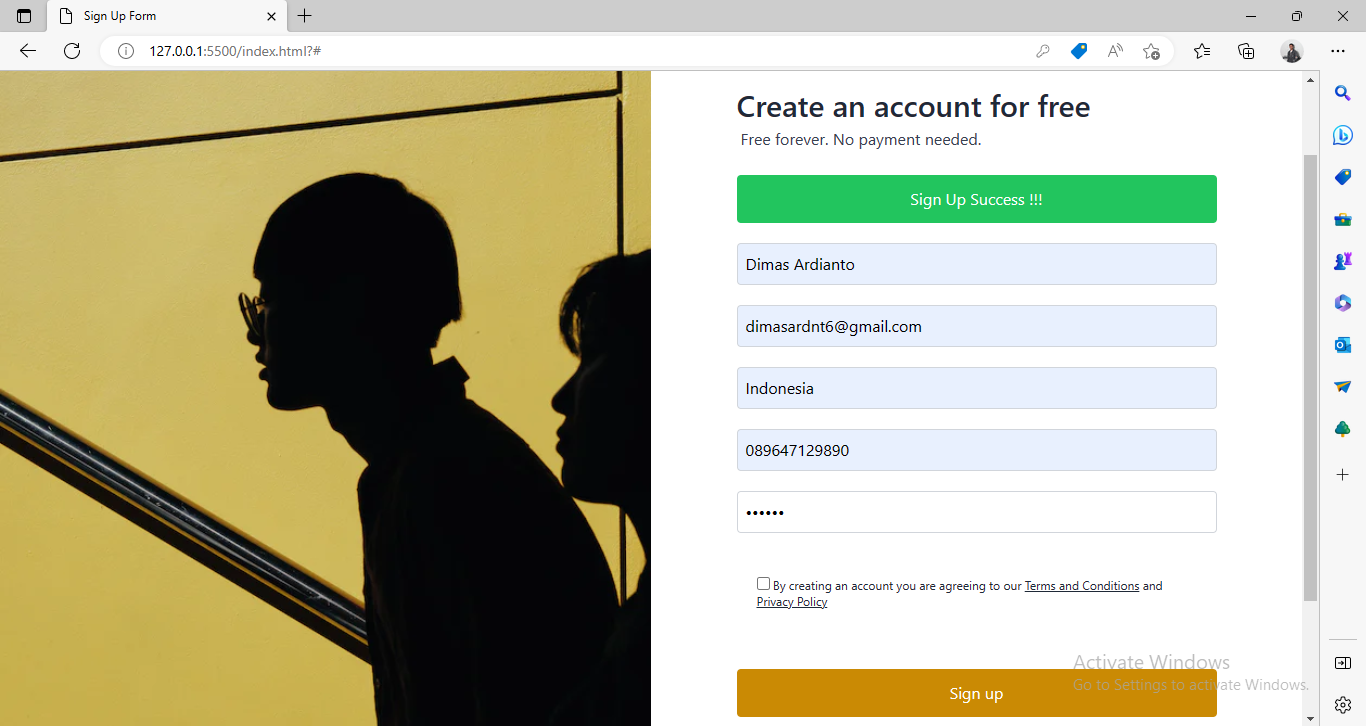 Sign Up Form
127.0.0.1:5500/index.html?#
Create an account for free
Free forever. No payment needed.
Sign Up Success !!!
Dimas Ardianto
dimasardnt6@gmail.com
Indonesia
089647129890
••••••
By creating an account you are agreeing to our Terms and Conditions and
Privacy Policy
Activate Windows
Go to Settings to activate Windows.
Sign up